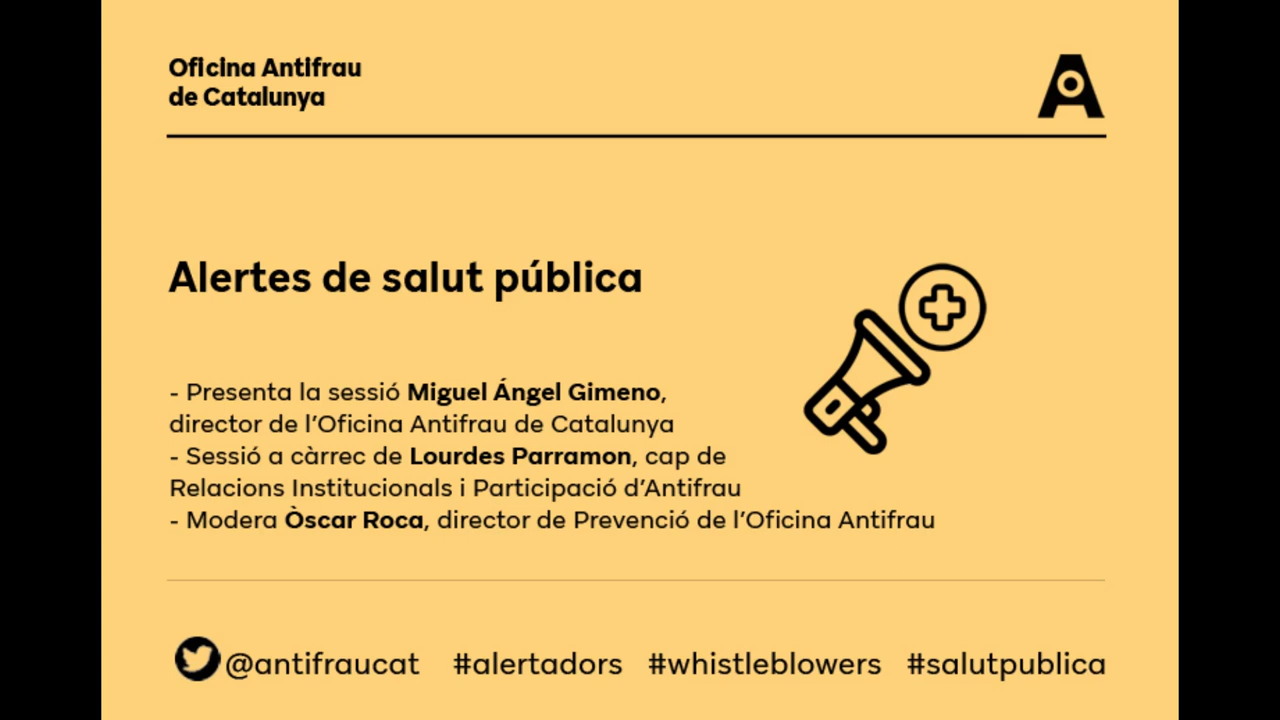 Oficina Antifrau
de Catalunya
Alertes de salut pública
- Presenta la sessió Miguel Ángel Gimeno,
director de l'Oficina Antifrau de Catalunya
- Sessió a càrrec de Lourdes Parramon, cap de
Relacions Institucionals i Participació d'Antifrau
- Modera Òscar Roca, director de Prevenció de l'Oficina Antifrau
@antifraucat #alertadors #whistleblowers #salutpublica